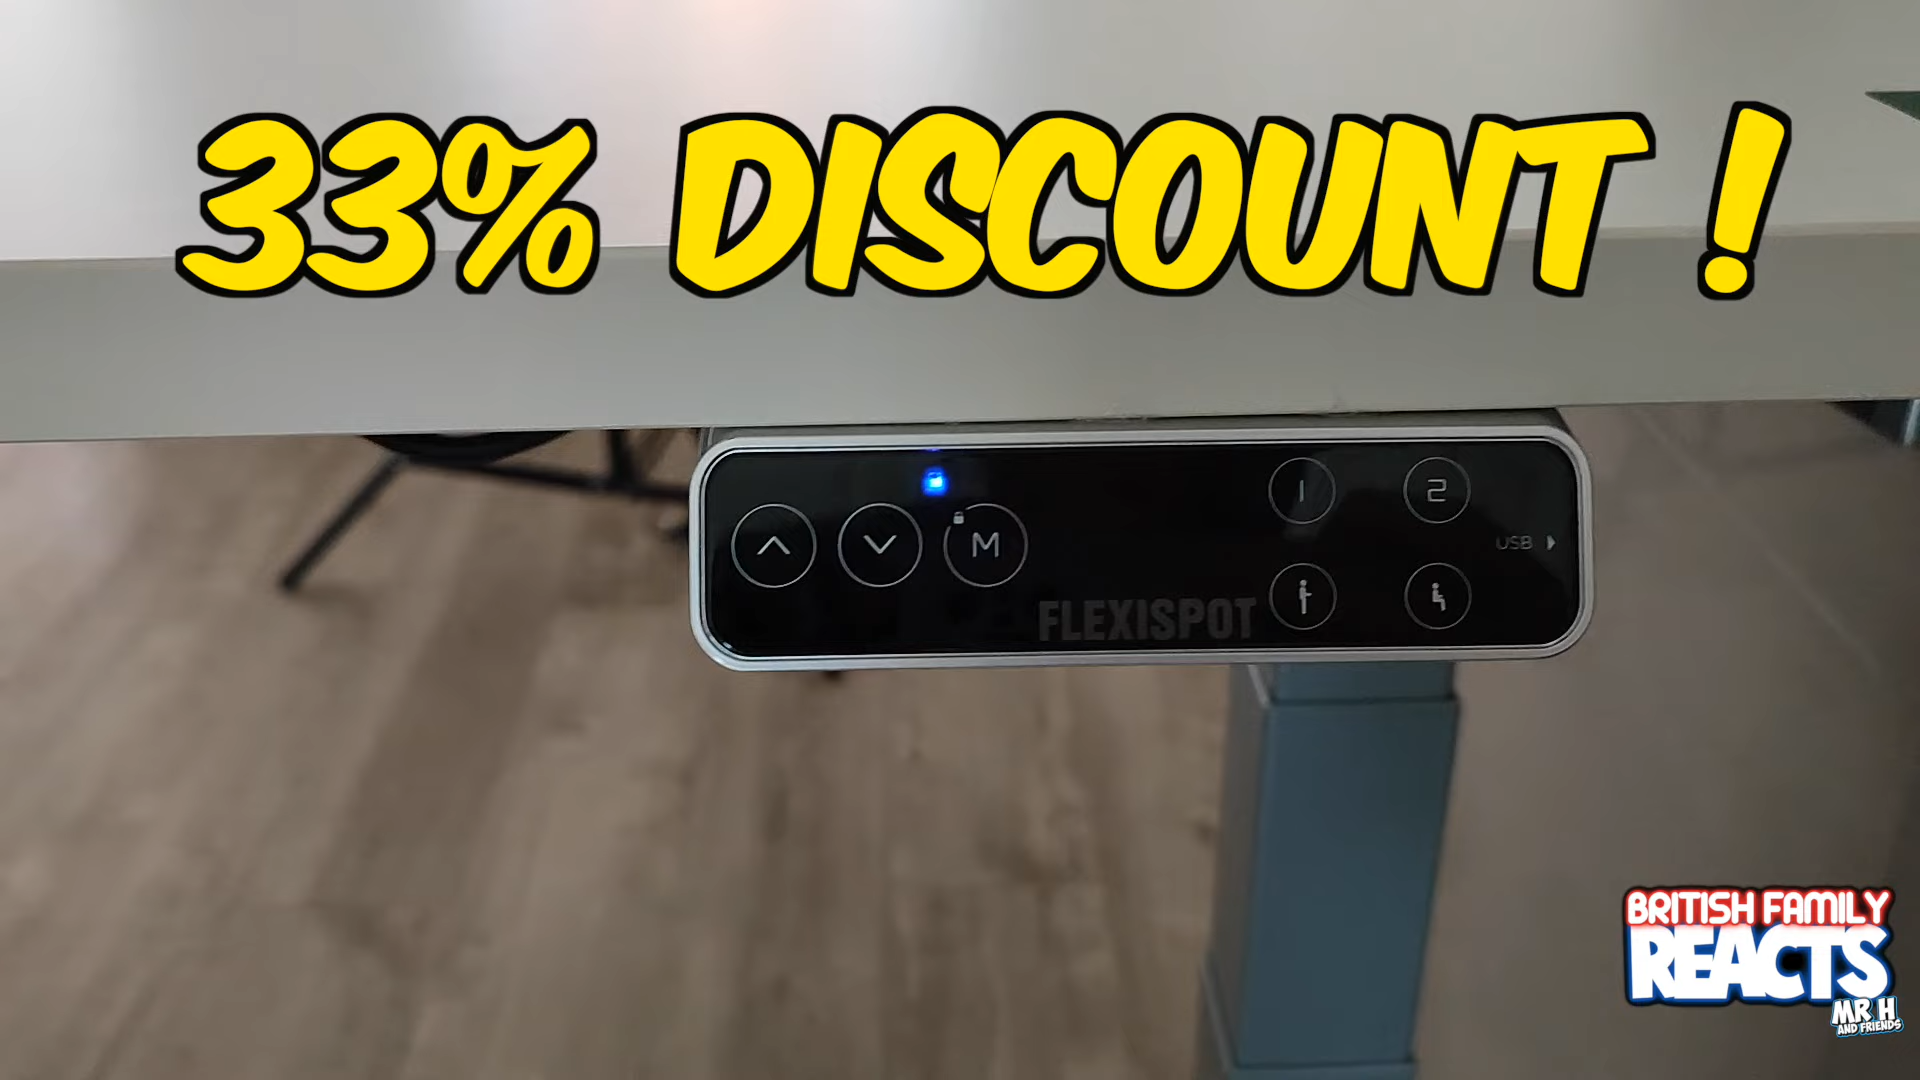 33% DISCOUNT !
1
2
M
USB
FLEXISPOT
BRITISH FAMILY
REACTS
MR H
AND FRIENDS